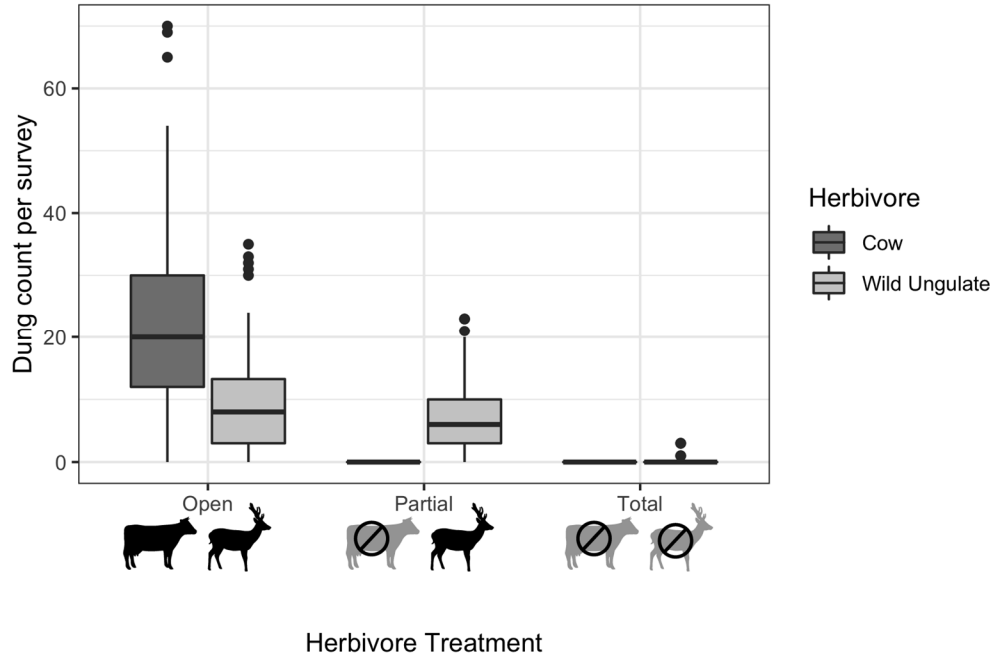 Dung count per survey
60
40
20
0
Open Partial Total
Herbivore Treatment
Herbivore
Cow
Wild Ungulate